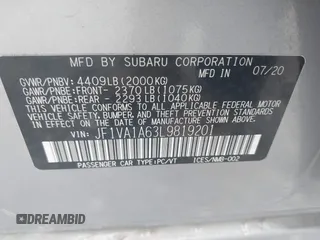 MFD BY SUBARU CORPORATION 07/20
GVWR/PNBV: 4409LB(2000KG)
GAWR/PNBE:FRONT- 2370LB(1075KG)
GAWR/PNBE:REAR - 2293LB(1040KG)
THIS VEHICLE CONFORMS TO ALL APPLICABLE
FEDERAL MOTOR VEHICLE SAFETY, BUMPER,
AND THEFT PREVENTION STANDARDS IN EFFECT
ON THE DATE OF MANUFACTURE SHOWN ABOVE.
VIN: JF1VA1A63L9819201
PASSENGER CAR TYPE:PC/VT ICES/NMB-002
© DREAMBID DREAMBID.COM